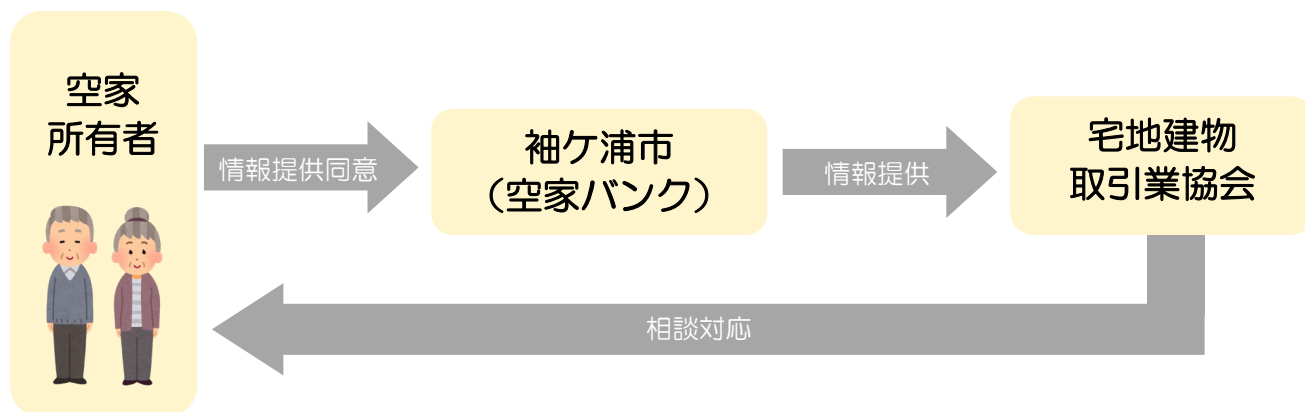 空家
所有者
情報提供同意
袖ケ浦市
（空家バンク）
情報提供
宅地建物
取引業協会
相談対応